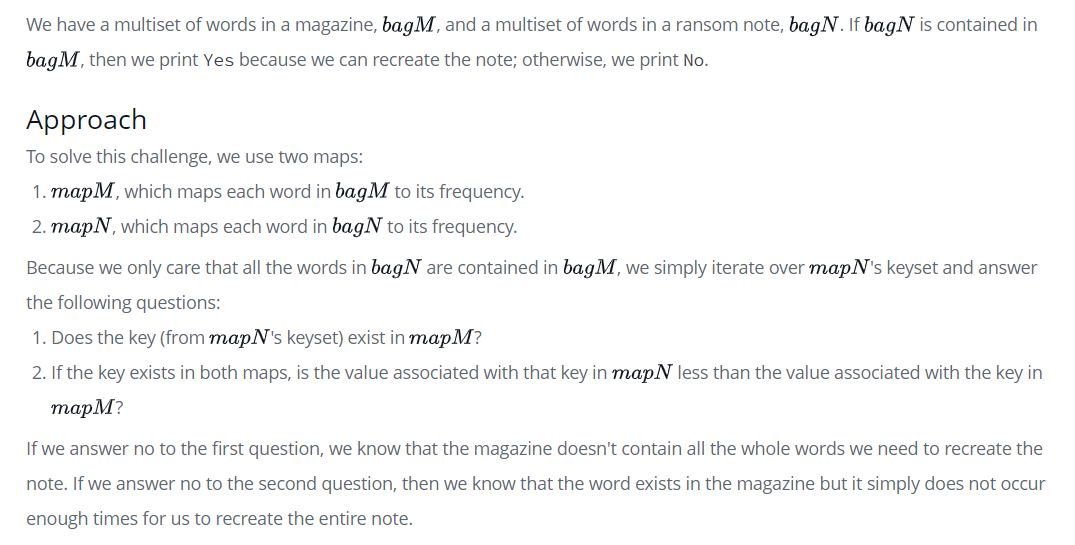 We have a multiset of words in a magazine, bagM, and a multiset of words in a ransom note, bagN. If bagN is contained in
bagM, then we print Yes because we can recreate the note; otherwise, we print No.
Approach
To solve this challenge, we use two maps:
1. mapM, which maps each word in bagM to its frequency.
2. mapN, which maps each word in bagN to its frequency.
Because we only care that all the words in bagN are contained in bagM, we simply iterate over mapN's keyset and answer
the following questions:
1. Does the key (from mapN's keyset) exist in mapM?
2. If the key exists in both maps, is the value associated with that key in mapN less than the value associated with the key in
mapM?
If we answer no to the first question, we know that the magazine doesn't contain all the whole words we need to recreate the
note. If we answer no to the second question, then we know that the word exists in the magazine but it simply does not occur
enough times for us to recreate the entire note.